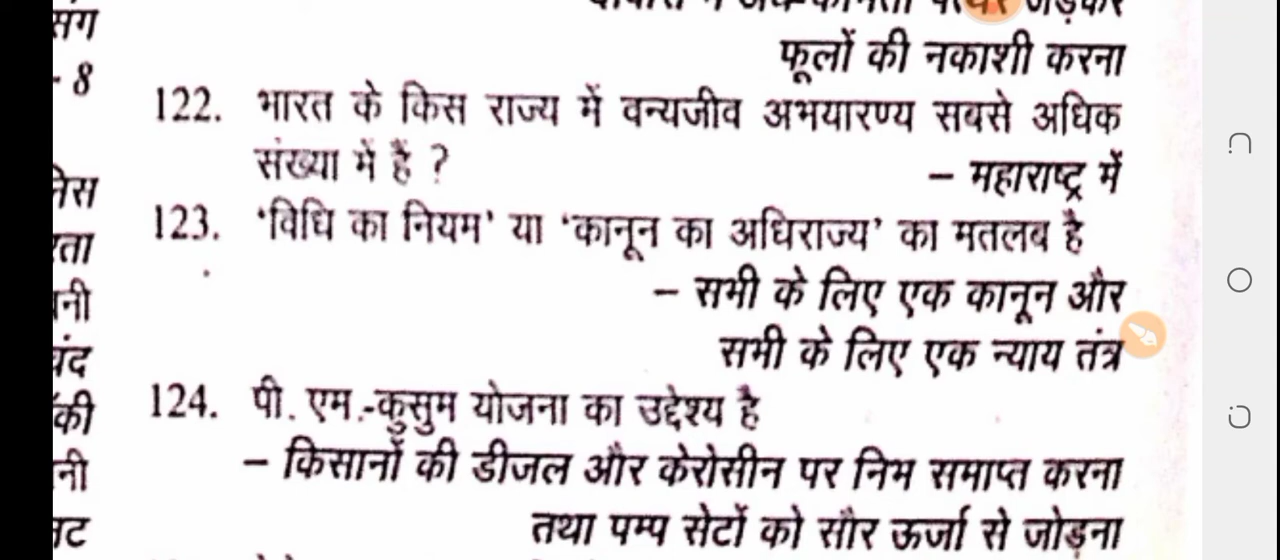 संग
- 8
फूलों की नकाशी करना
122. भारत के किस राज्य में वन्यजीव अभयारण्य सबसे अधिक
संख्या में हैं ?
– महाराष्ट्र में
123. 'विधि का नियम' या 'कानून का अधिराज्य' का मतलब है
– सभी के लिए एक कानून और
सभी के लिए एक न्याय तंत्र
124. पी. एम.-कुसुम योजना का उद्देश्य है
– किसानों की डीजल और केरोसीन पर निभ समाप्त करना
तथा पम्प सेटों को सौर ऊर्जा से जोड़ना